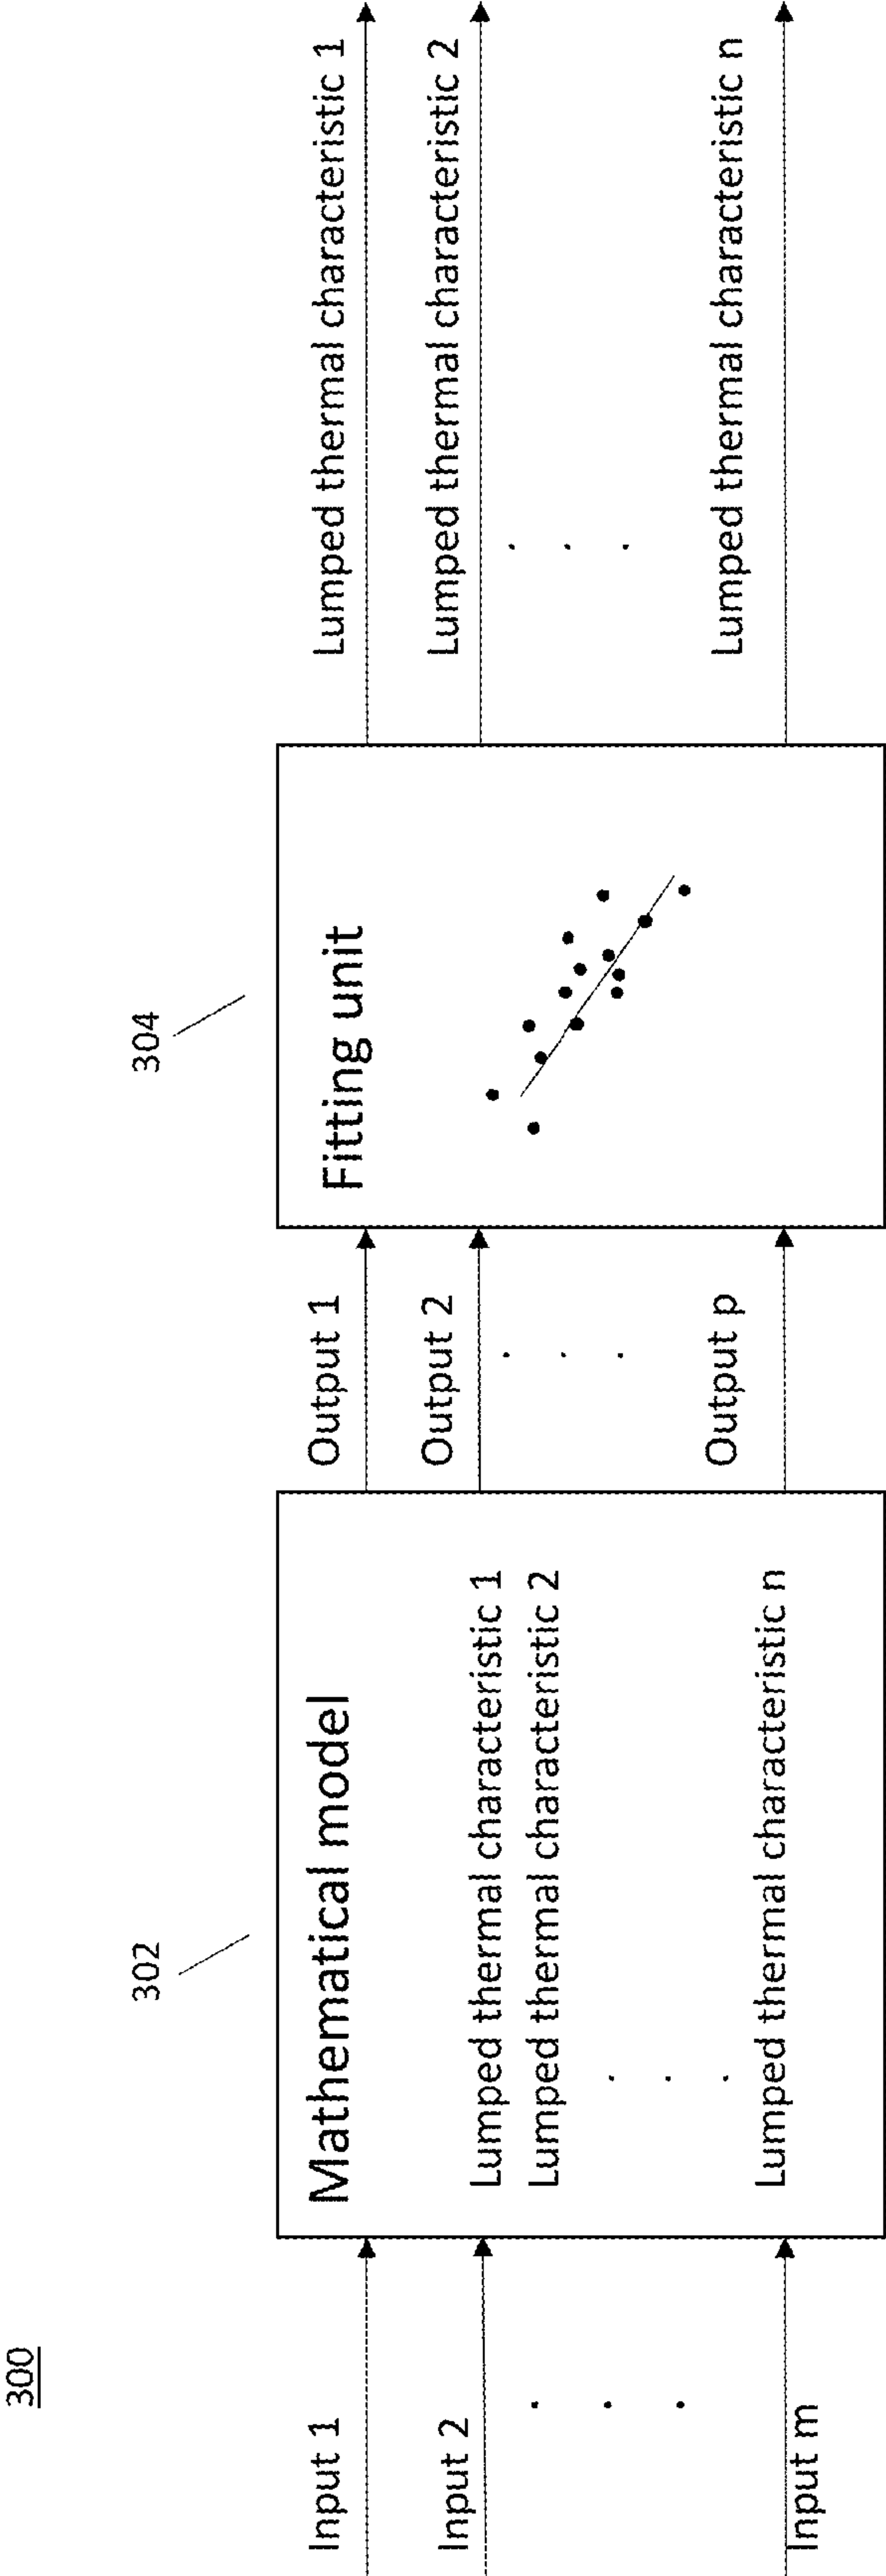 300
302
304
Input 1
Input 2
.
.
.
Input m
Mathematical model
Lumped thermal characteristic 1
Lumped thermal characteristic 2
.
.
.
Lumped thermal characteristic n
Output 1
Output 2
.
.
.
Output p
Fitting unit
Lumped thermal characteristic 1
Lumped thermal characteristic 2
.
.
.
Lumped thermal characteristic n